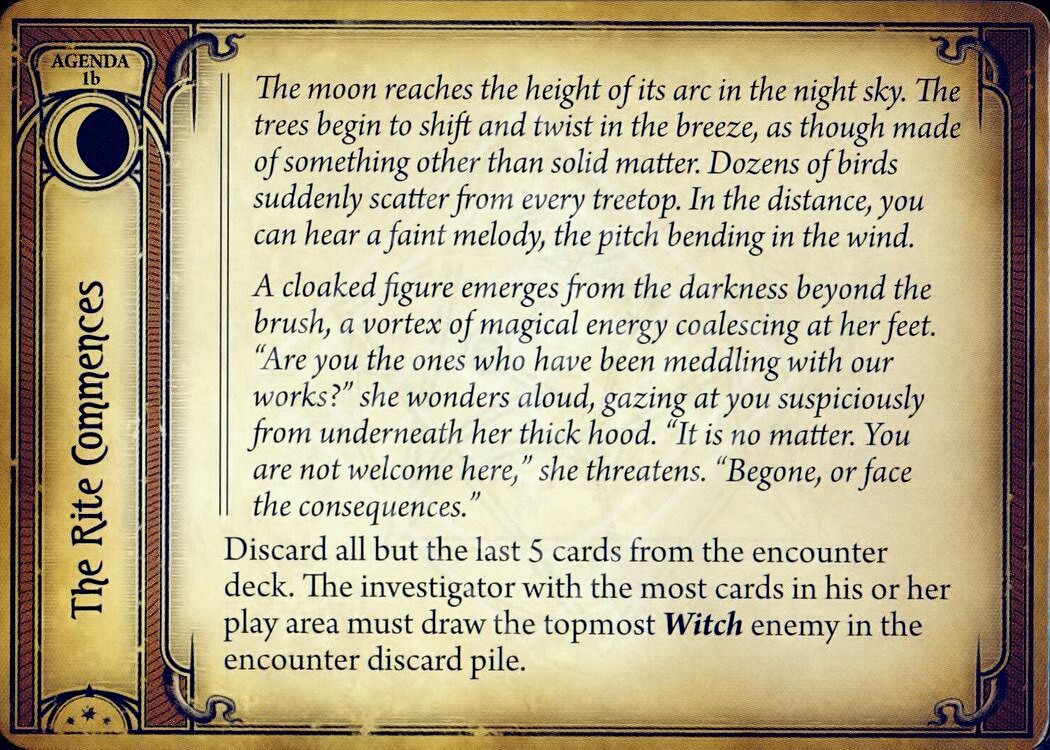 AGENDA
1b
The Rite Commences
The moon reaches the height of its arc in the night sky. The
trees begin to shift and twist in the breeze, as though made
of something other than solid matter. Dozens of birds
suddenly scatter from every treetop. In the distance, you
can hear a faint melody, the pitch bending in the wind.
A cloaked figure emerges from the darkness beyond the
brush, a vortex of magical energy coalescing at her feet.
“Are you the ones who have been meddling with our
works?” she wonders aloud, gazing at you suspiciously
from underneath her thick hood. “It is no matter. You
are not welcome here,” she threatens. “Begone, or face
the consequences.”
Discard all but the last 5 cards from the encounter
deck. The investigator with the most cards in his or her
play area must draw the topmost Witch enemy in the
encounter discard pile.